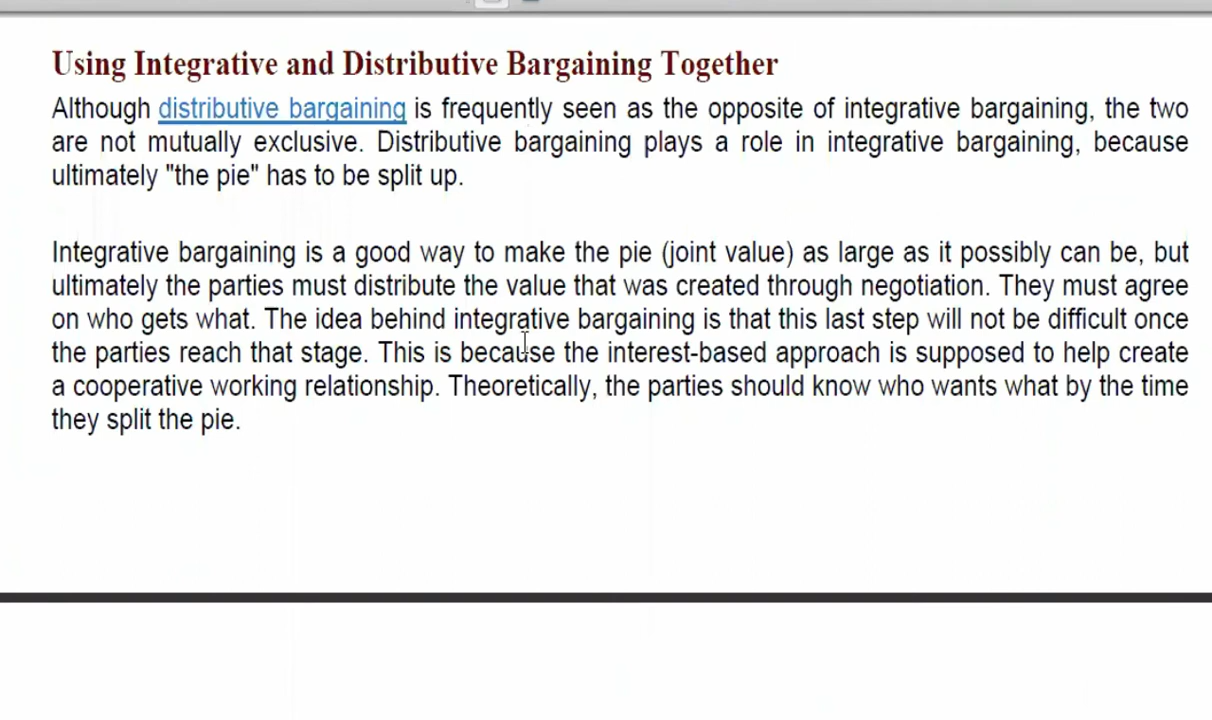 Using Integrative and Distributive Bargaining Together
Although distributive bargaining is frequently seen as the opposite of integrative bargaining, the two
are not mutually exclusive. Distributive bargaining plays a role in integrative bargaining, because
ultimately "the pie" has to be split up.
Integrative bargaining is a good way to make the pie (joint value) as large as it possibly can be, but
ultimately the parties must distribute the value that was created through negotiation. They must agree
on who gets what. The idea behind integrative bargaining is that this last step will not be difficult once
the parties reach that stage. This is because the interest-based approach is supposed to help create
a cooperative working relationship. Theoretically, the parties should know who wants what by the time
they split the pie.